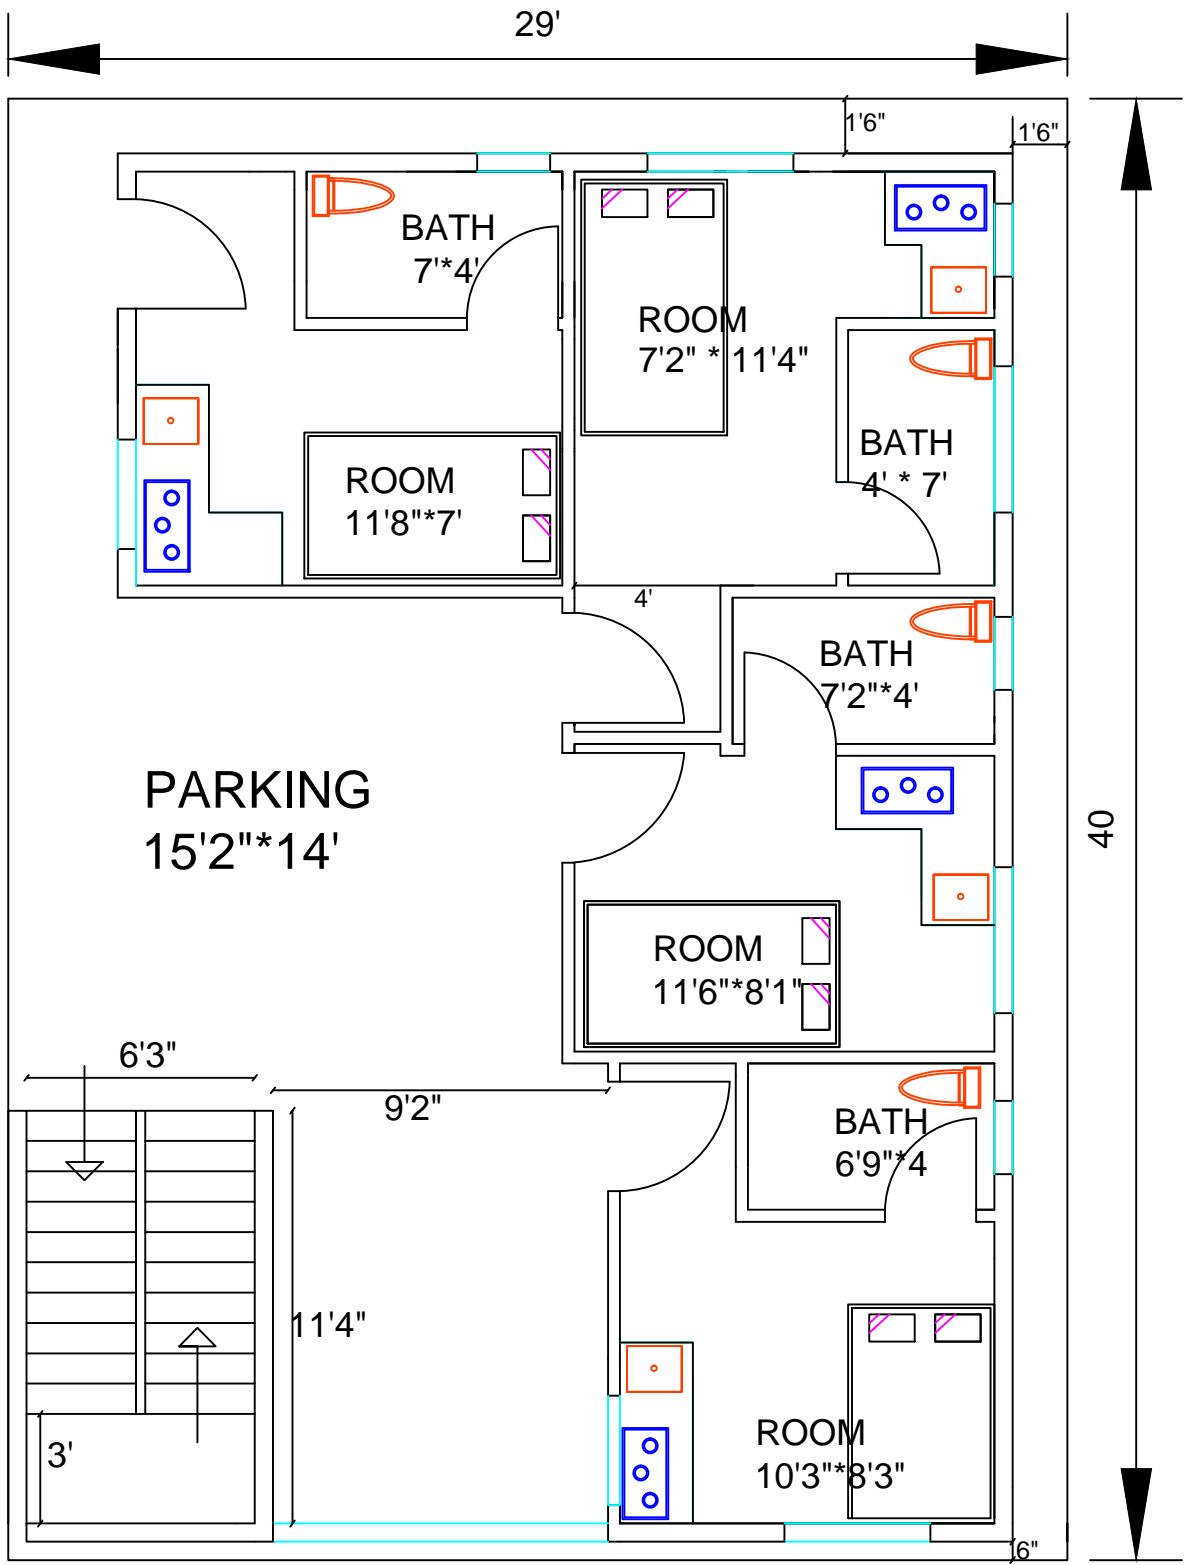 29'
1'6"
1'6"
BATH
7'*4'
ROOM
7'2" * 11'4"
BATH
4' * 7'
ROOM
11'8"*7'
4'
BATH
7'2"*4'
PARKING
15'2"*14'
40
ROOM
11'6"*8'1"
6'3"
9'2"
BATH
6'9"*4
11'4"
3'
ROOM
10'3"*8'3"
6"